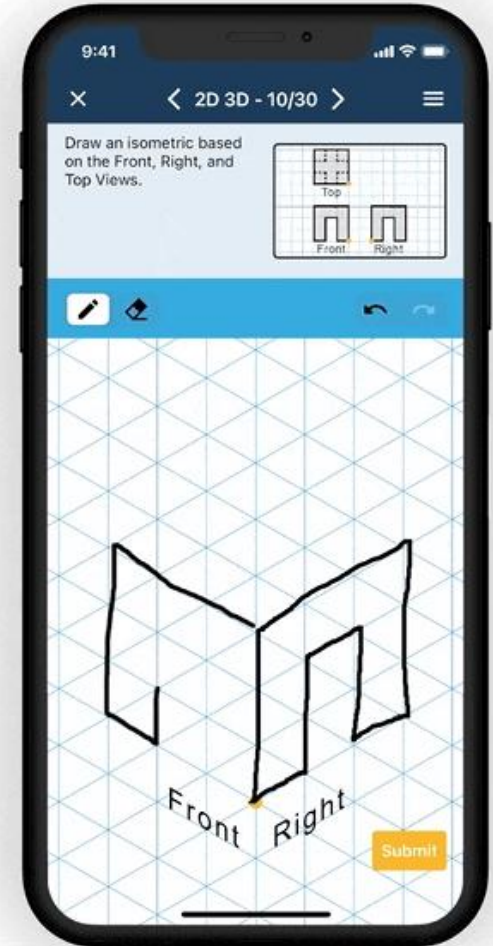 9:41
2D 3D - 10/30
Draw an isometric based
on the Front, Right, and
Top Views.
Top
Front Right
Front Right
Submit